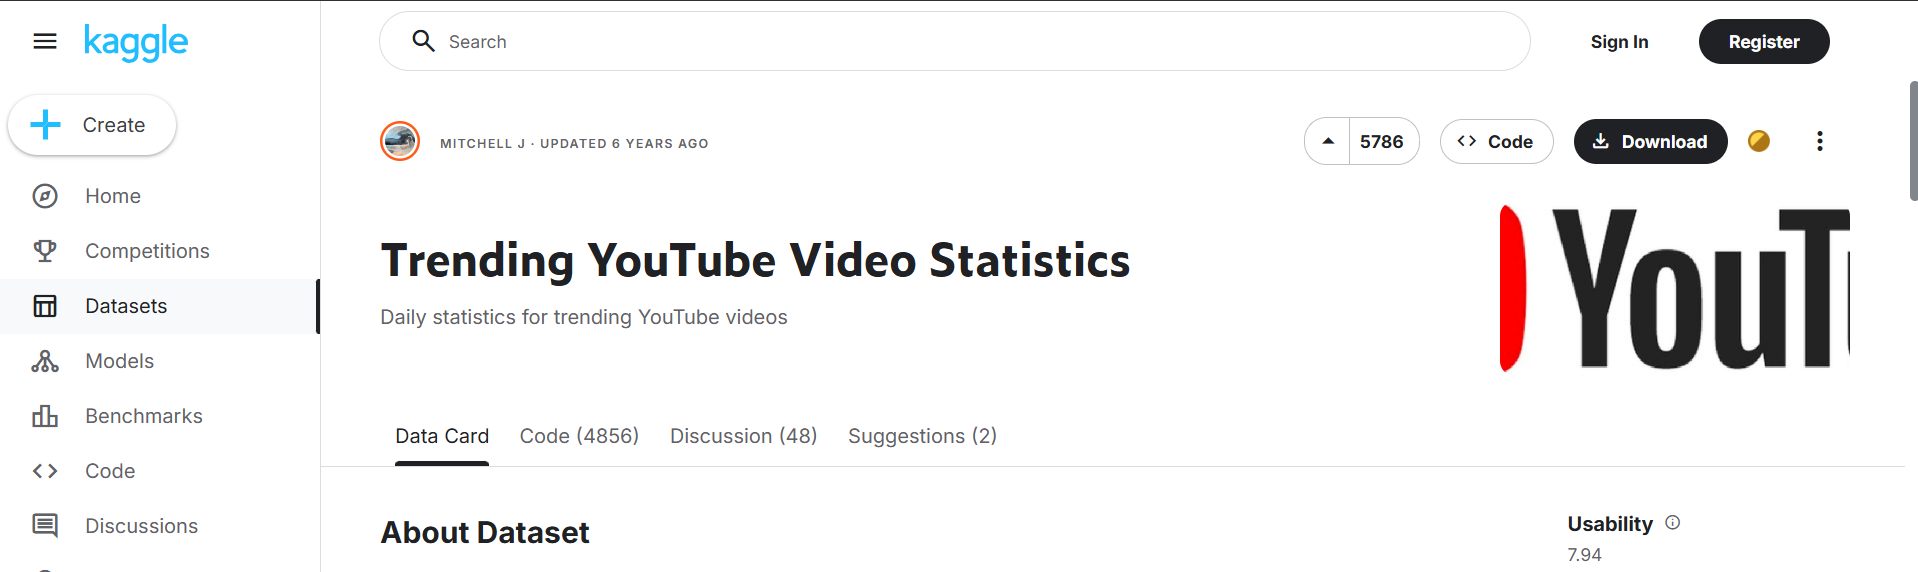 kaggle
Search
Sign In
Register
Create
Home
Competitions
Datasets
Models
Benchmarks
Code
Discussions
MITCHELL J · UPDATED 6 YEARS AGO
5786
Code
Download
Trending YouTube Video Statistics
Daily statistics for trending YouTube videos
YouT
Data Card
Code (4856)
Discussion (48)
Suggestions (2)
About Dataset
Usability
7.94